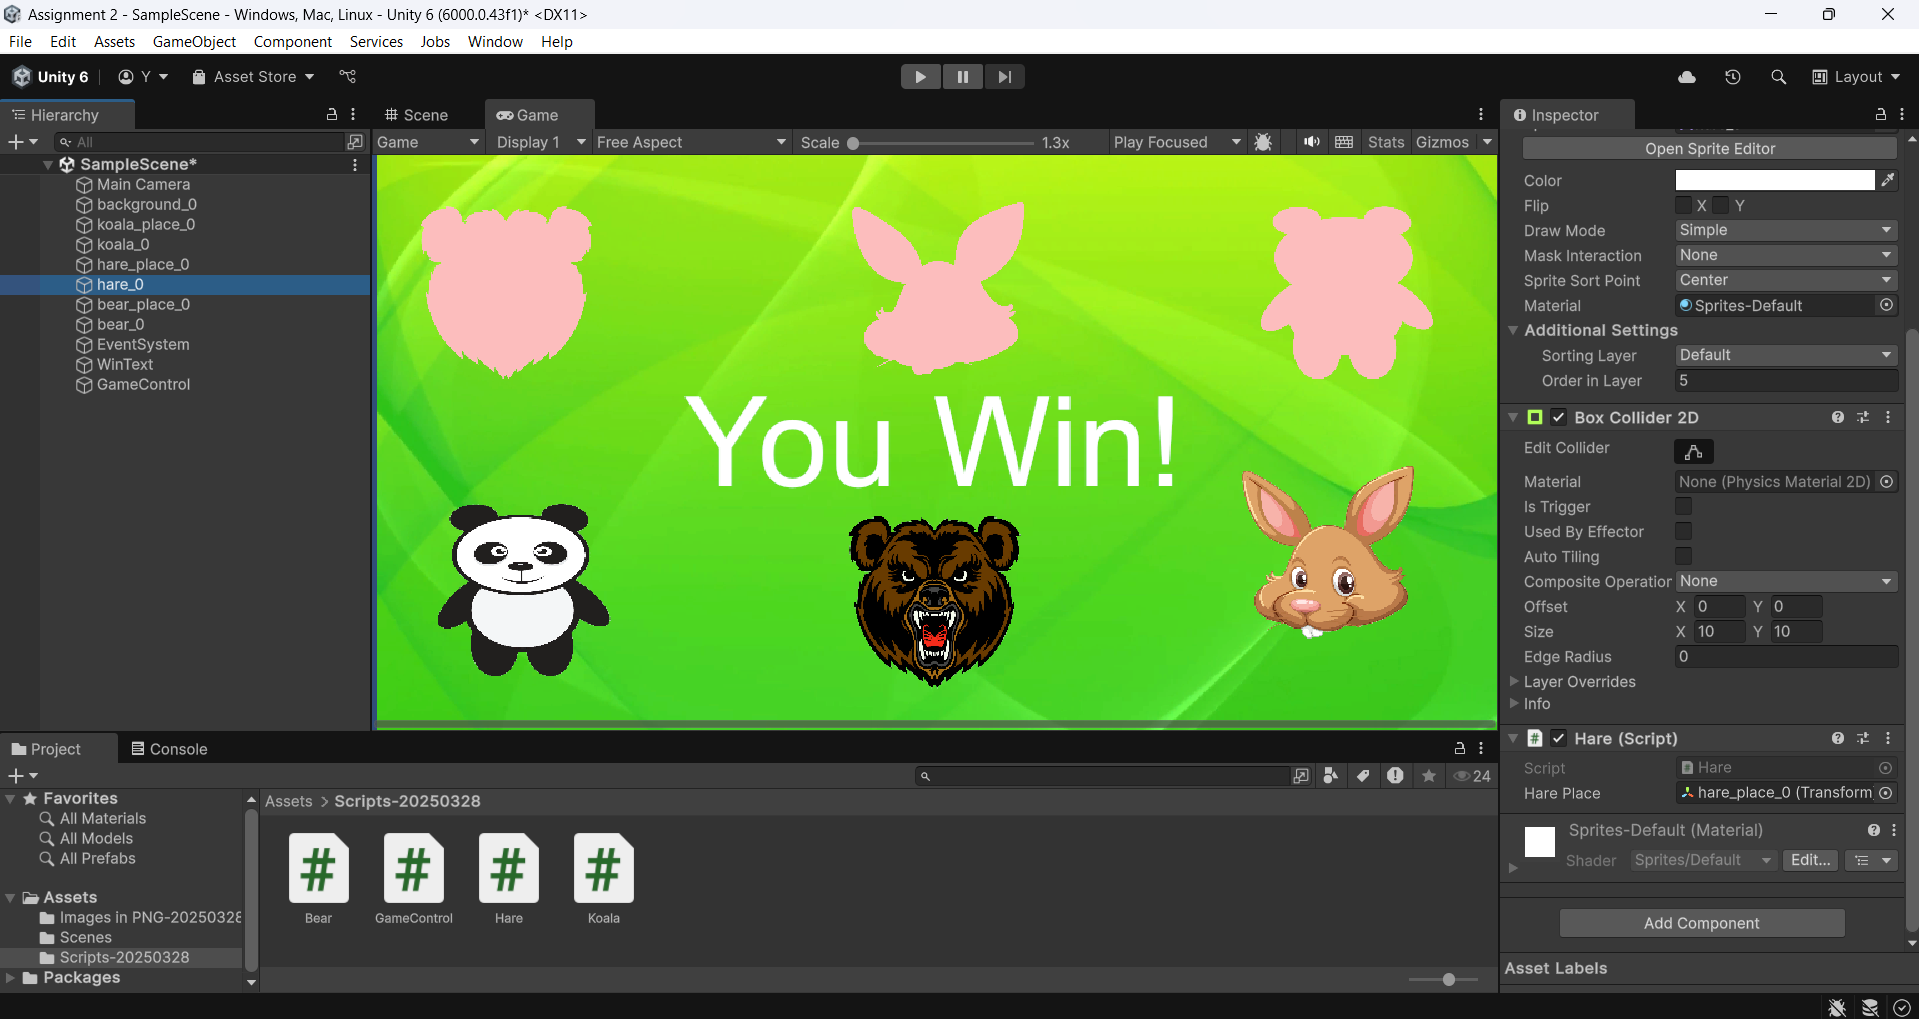 Assignment 2 - SampleScene - Windows, Mac, Linux - Unity 6 (6000.0.43f1)* <DX11>
File Edit Assets GameObject Component Services Jobs Window Help
Unity 6 Y Asset Store Layout
Hierarchy
All
SampleScene*
Main Camera
background_0
koala_place_0
koala_0
hare_place_0
hare_0
bear_place_0
bear_0
EventSystem
WinText
GameControl
Scene Game
Game Display 1 Free Aspect Scale 1.3x Play Focused Stats Gizmos
You Win!
Inspector
Open Sprite Editor
Color
Flip X Y
Draw Mode Simple
Mask Interaction None
Sprite Sort Point Center
Material Sprites-Default
Additional Settings
Sorting Layer Default
Order in Layer 5
Box Collider 2D
Edit Collider
Material None (Physics Material 2D)
Is Trigger
Used By Effector
Auto Tiling
Composite Operation None
Offset X 0 Y 0
Size X 10 Y 10
Edge Radius 0
Layer Overrides
Info
# Hare (Script)
Script Hare
Hare Place hare_place_0 (Transform
Sprites-Default (Material)
Shader Sprites/Default Edit...
Add Component
Asset Labels
Project Console
24
Favorites
All Materials
All Models
All Prefabs
Assets
Images in PNG-20250328
Scenes
Scripts-20250328
Packages
Assets > Scripts-20250328
# # # #
Bear GameControl Hare Koala